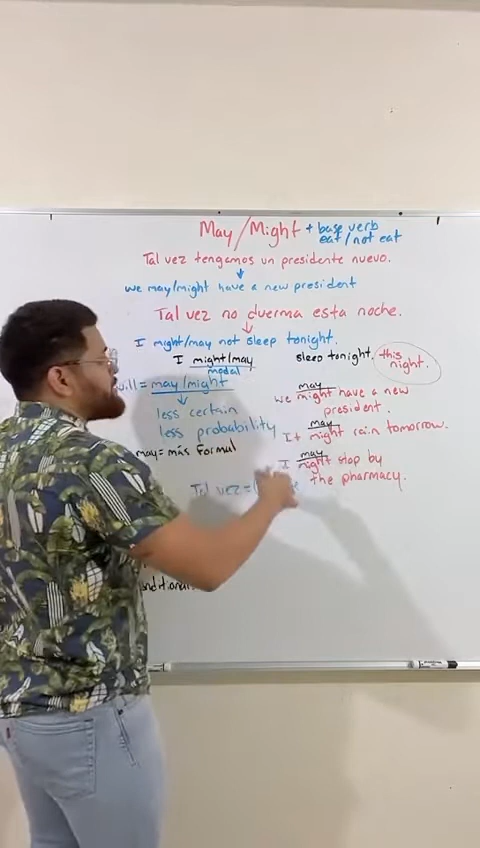 May/Might + base verb
eat/not eat
Tal vez tengamos un presidente nuevo.
we may/might have a new president
Tal vez no duerma esta noche.
I might/may not sleep tonight.
I might/may sleep tonight, this night.
modal
will = may/might
less certain
less probability
may = más formal
Tal vez =
may
we might have a new
president.
may
It might rain tomorrow.
may
I might stop by
the pharmacy.